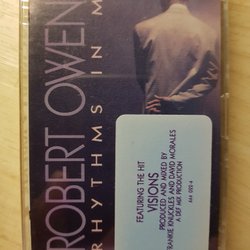 ROBERT OWEN
RHYTHMS IN M
FEATURING THE HIT
VISIONS
PRODUCED AND MIXED BY
FRANKIE KNUCKLES AND DAVID MORALES
A DEF MIX PRODUCTION